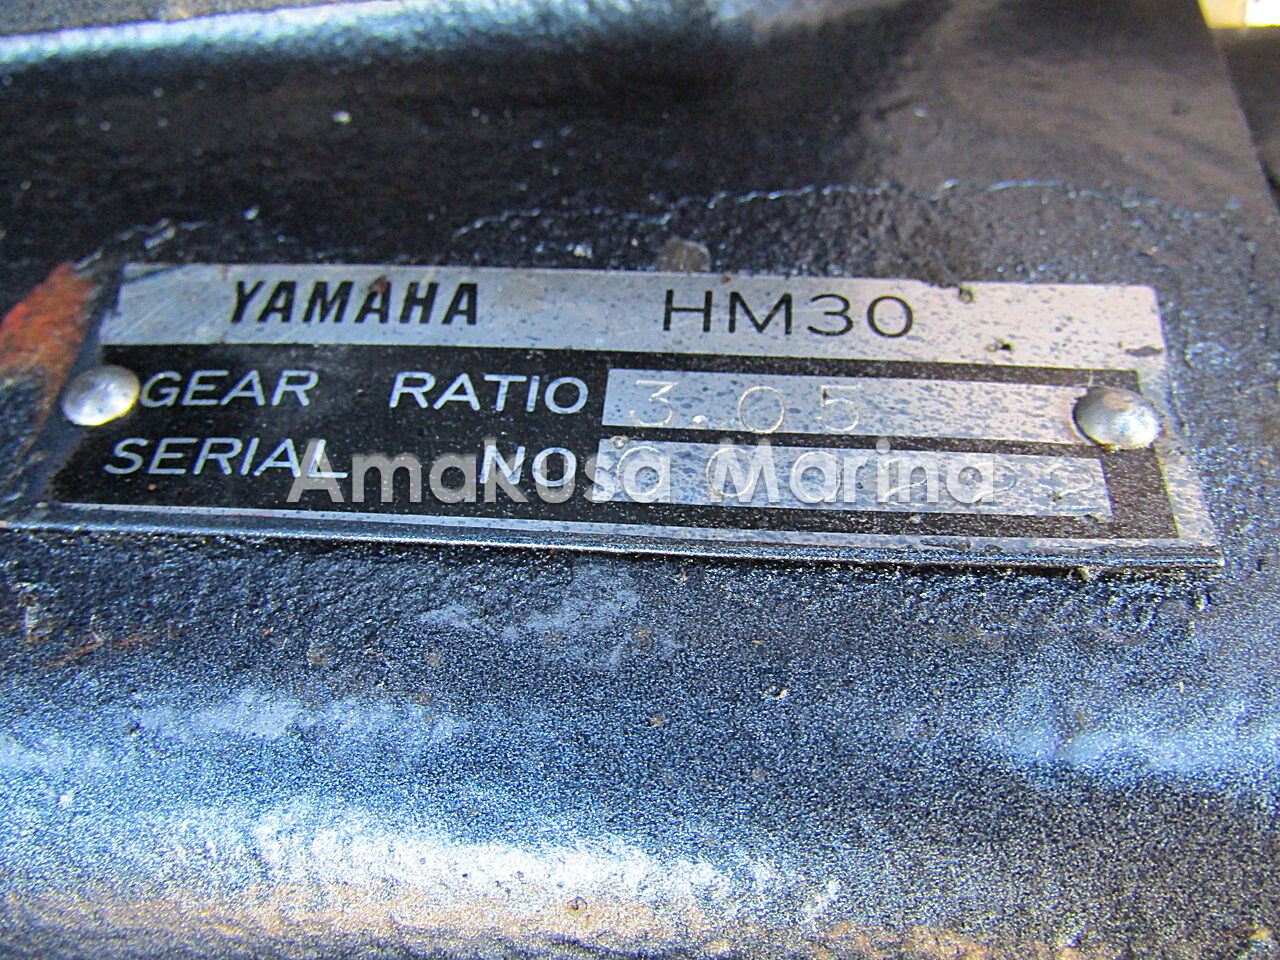 YAMAHA HM30
GEAR RATIO 3.05
SERIAL NO
Amakusa Marina